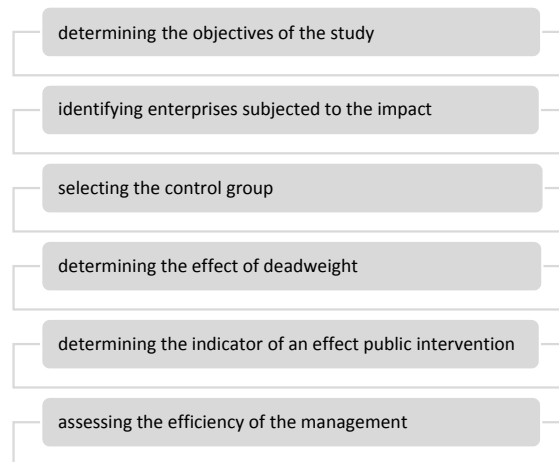 determining the objectives of the study
identifying enterprises subjected to the impact
selecting the control group
determining the effect of deadweight
determining the indicator of an effect public intervention
assessing the efficiency of the management